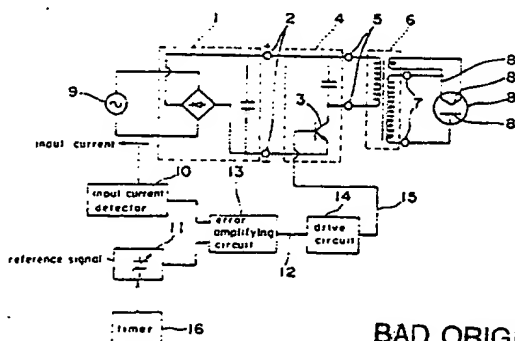 1
2
4
5
6
3
7
8
8
8
8
9
input current
10
input current
detector
13
error
amplifying
circuit
14
drive
circuit
15
11
12
reference signal
timer
16
BAD ORIG